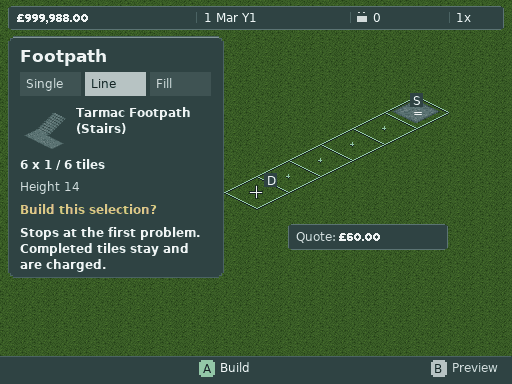 £999,988.00
1 Mar Y1
0
1x
Footpath
Single
Line
Fill
Tarmac Footpath
(Stairs)
6 x 1 / 6 tiles
Height 14
Build this selection?
Stops at the first problem.
Completed tiles stay and
are charged.
S
D
Quote: £60.00
A Build
B Preview